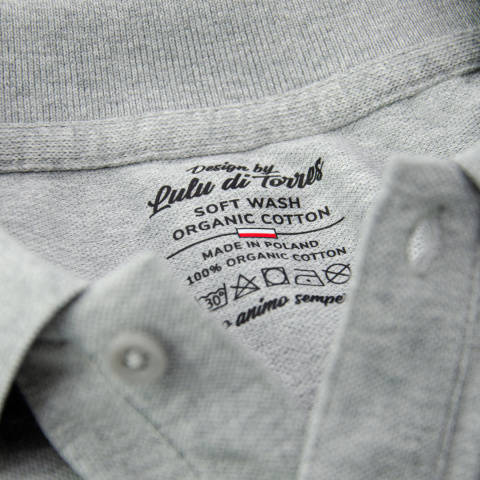 Design by
Lulu di Torres
SOFT WASH
ORGANIC COTTON
MADE IN POLAND
100% ORGANIC COTTON
30°
animo sempe